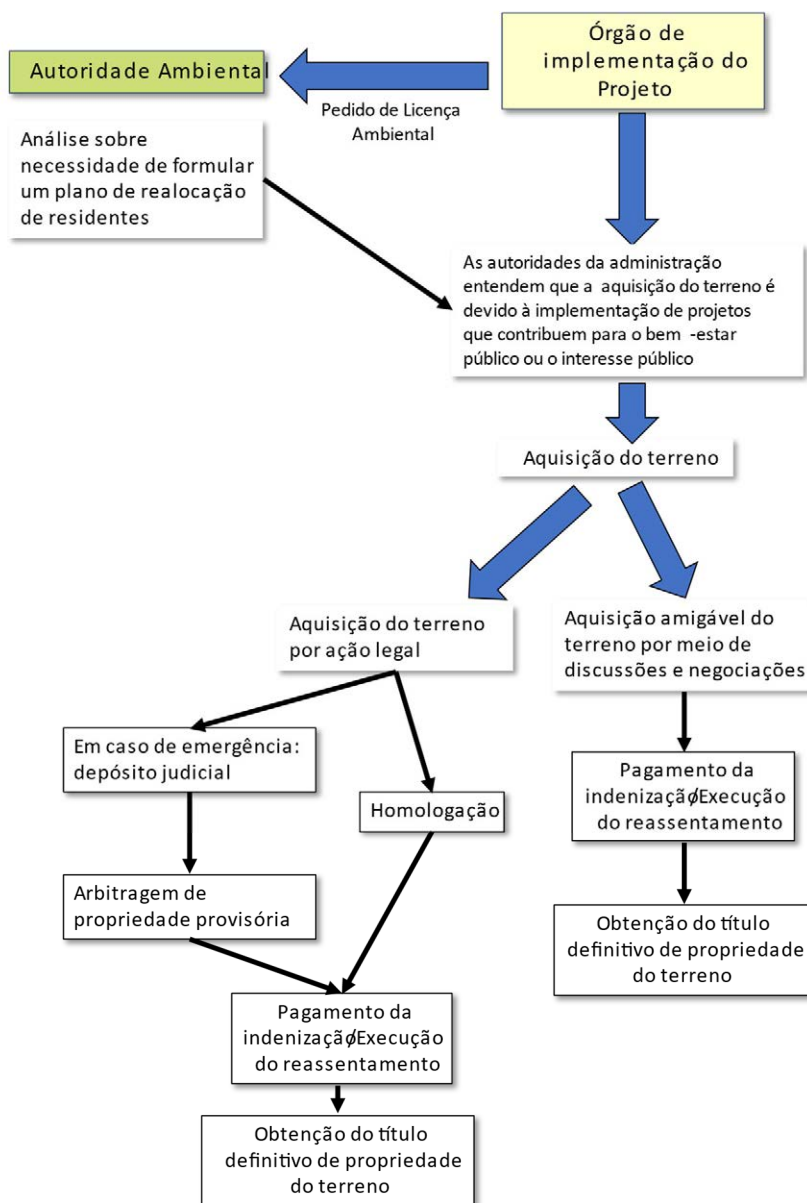 Órgão de
implementação do
Projeto
Autoridade Ambiental
Pedido de Licença
Ambiental
Análise sobre
necessidade de formular
um plano de realocação
de residentes
As autoridades da administração
entendem que a aquisição do terreno é
devido à implementação de projetos
que contribuem para o bem -estar
público ou o interesse público
Aquisição do terreno
Aquisição do terreno
por ação legal
Aquisição amigável do
terreno por meio de
discussões e negociações
Em caso de emergência:
depósito judicial
Homologação
Pagamento da
indenização/Execução
do reassentamento
Arbitragem de
propriedade provisória
Obtenção do título
definitivo de propriedade
do terreno
Pagamento da
indenização/Execução
do reassentamento
Obtenção do título
definitivo de propriedade
do terreno